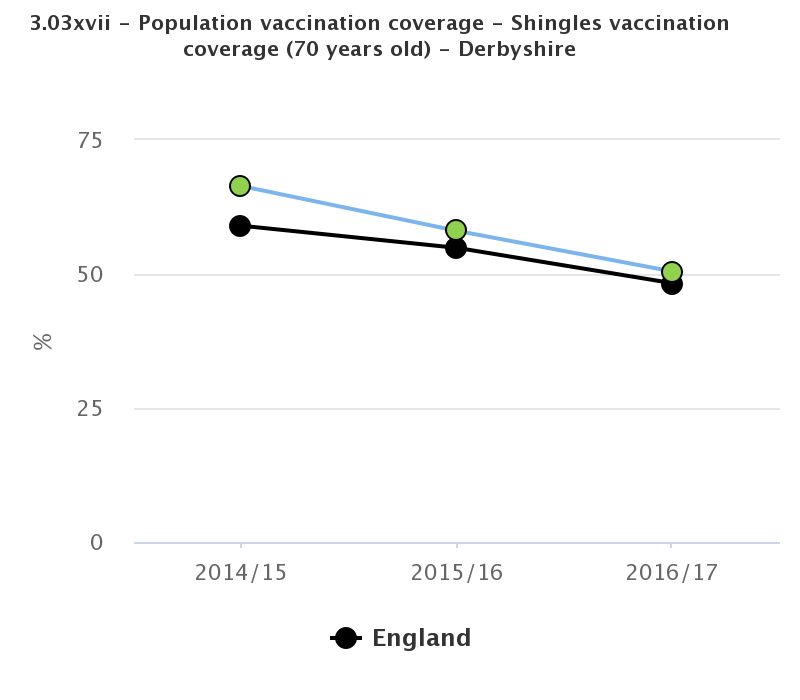 3.03xvii – Population vaccination coverage – Shingles vaccination
coverage (70 years old) – Derbyshire
75
50
25
0
%
2014/15 2015/16 2016/17
England